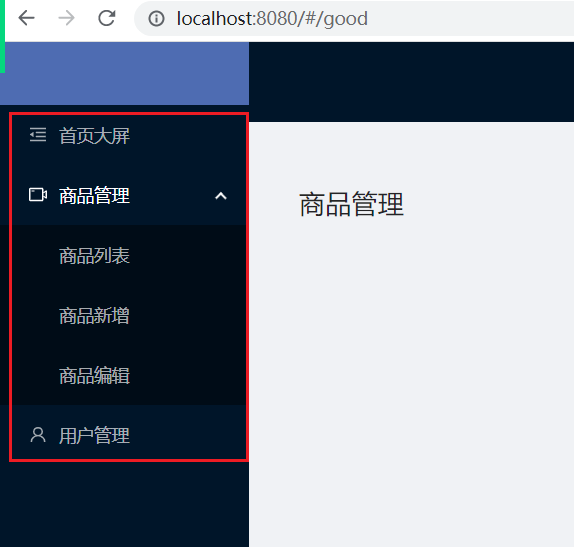 localhost:8080/#/good
首页大屏
商品管理
商品列表
商品新增
商品编辑
用户管理
商品管理